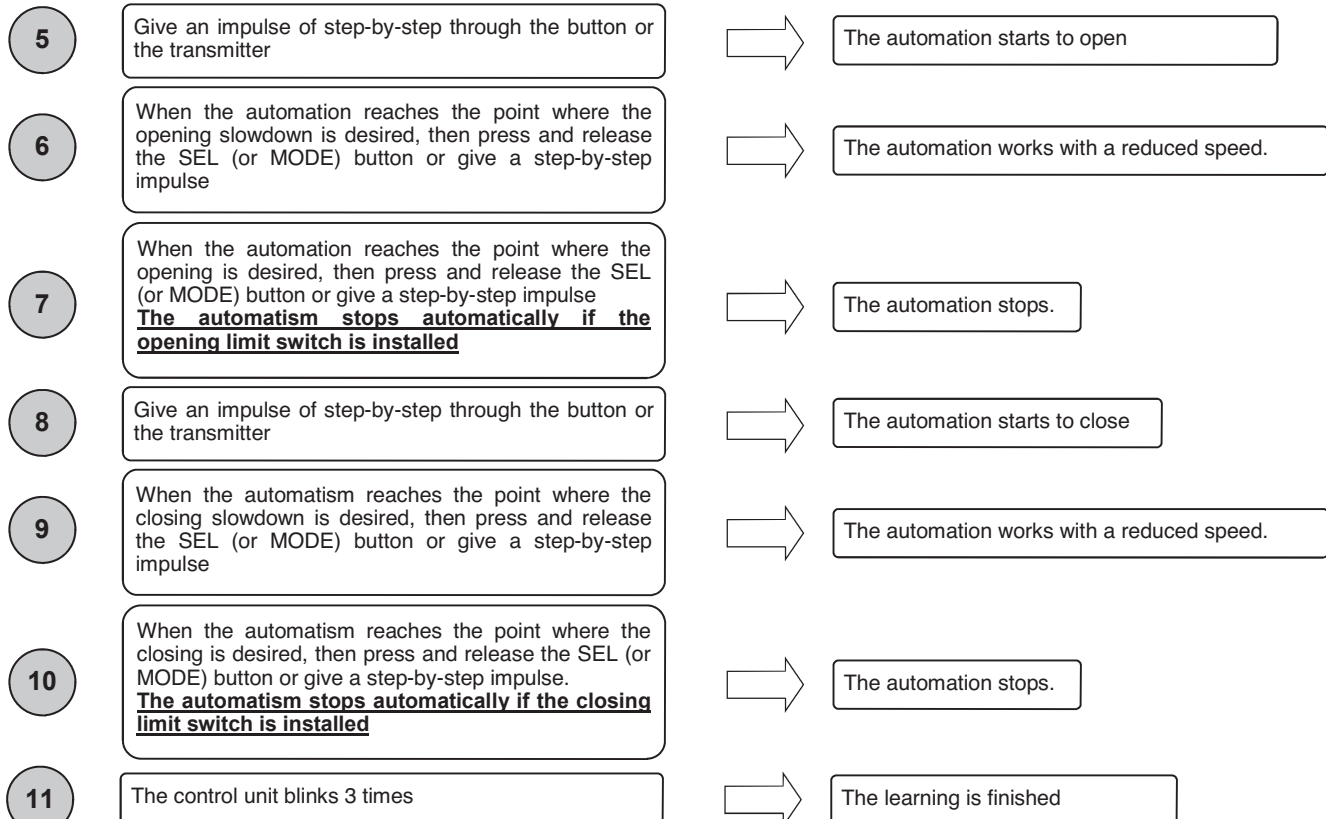 5
Give an impulse of step-by-step through the button or
the transmitter
The automation starts to open
6
When the automation reaches the point where the
opening slowdown is desired, then press and release
the SEL (or MODE) button or give a step-by-step
impulse
The automation works with a reduced speed.
7
When the automation reaches the point where the
opening is desired, then press and release the SEL
(or MODE) button or give a step-by-step impulse
The automatism stops automatically if the
opening limit switch is installed
The automation stops.
8
Give an impulse of step-by-step through the button or
the transmitter
The automation starts to close
9
When the automatism reaches the point where the
closing slowdown is desired, then press and release
the SEL (or MODE) button or give a step-by-step
impulse
The automation works with a reduced speed.
10
When the automatism reaches the point where the
closing is desired, then press and release the SEL (or
MODE) button or give a step-by-step impulse.
The automatism stops automatically if the closing
limit switch is installed
The automation stops.
11
The control unit blinks 3 times
The learning is finished